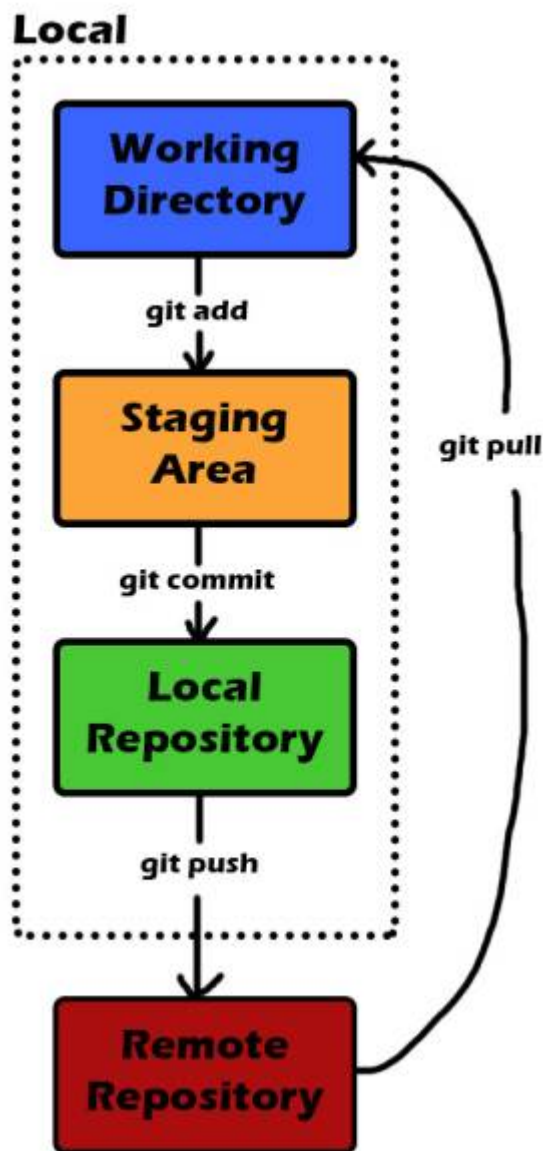 Local
Working
Directory
git add
Staging
Area
git pull
git commit
Local
Repository
git push
Remote
Repository